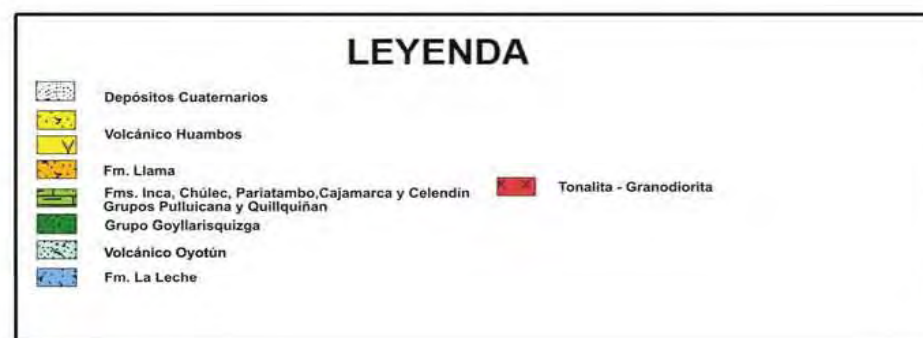 LEYENDA
Depósitos Cuaternarios
Volcánico Huambos
Fm. Llama
Fms. Inca, Chúlec, Pariatambo,Cajamarca y Celendín
Grupos Pulluicana y Quillquiñan
Grupo Goyllarisquizga
Volcánico Oyotún
Fm. La Leche
Tonalita - Granodiorita